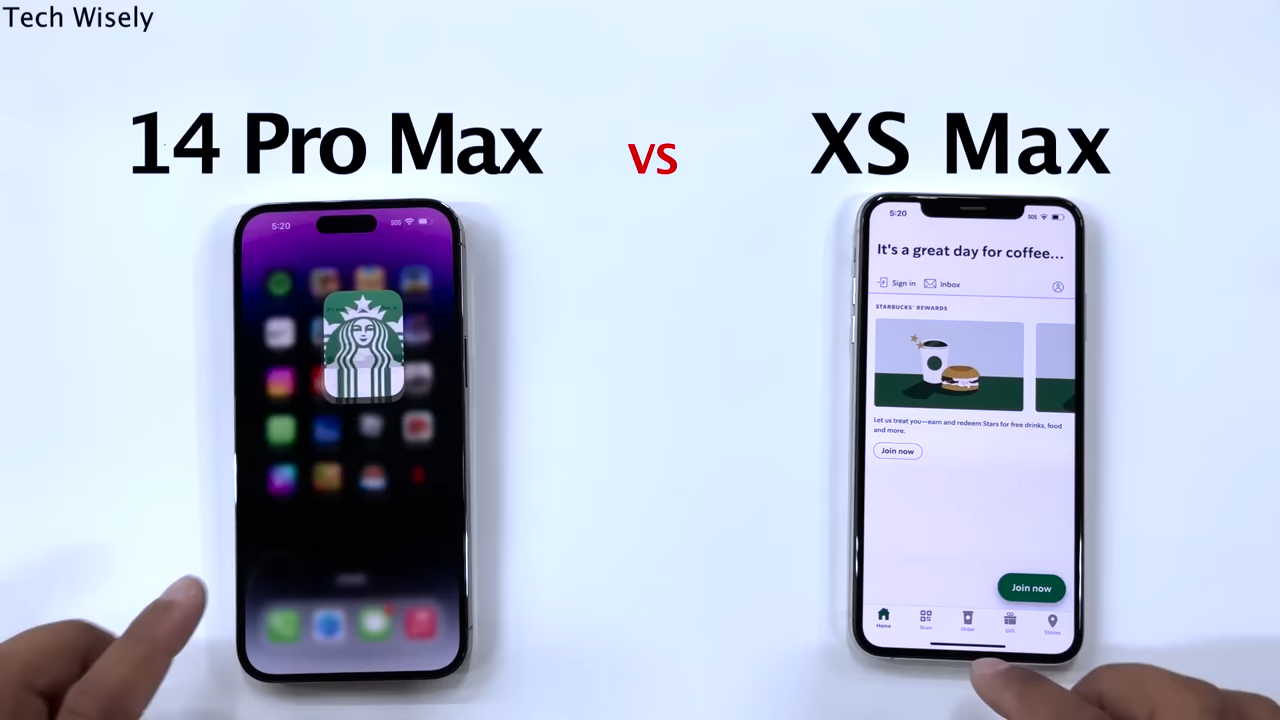 Tech Wisely
14 Pro Max
vs
XS Max
5:20
SOS
5:20
SOS
It's a great day for coffee...
Sign in
Inbox
STARBUCKS® REWARDS
Let us treat you—earn and redeem Stars for free drinks, food
and more.
Join now
Join now
Home
Scan
Order
Gift
Stores